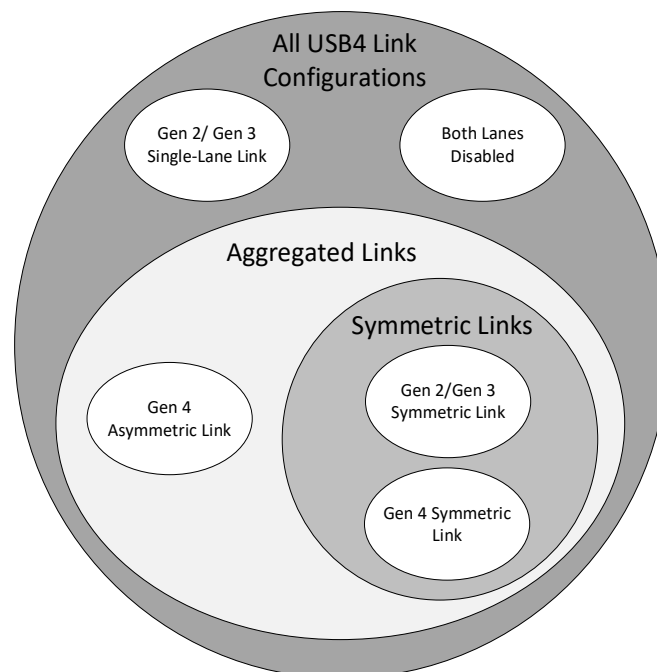 All USB4 Link
Configurations
Gen 2/ Gen 3
Single-Lane Link
Both Lanes
Disabled
Aggregated Links
Symmetric Links
Gen 2/Gen 3
Symmetric Link
Gen 4
Asymmetric Link
Gen 4 Symmetric
Link